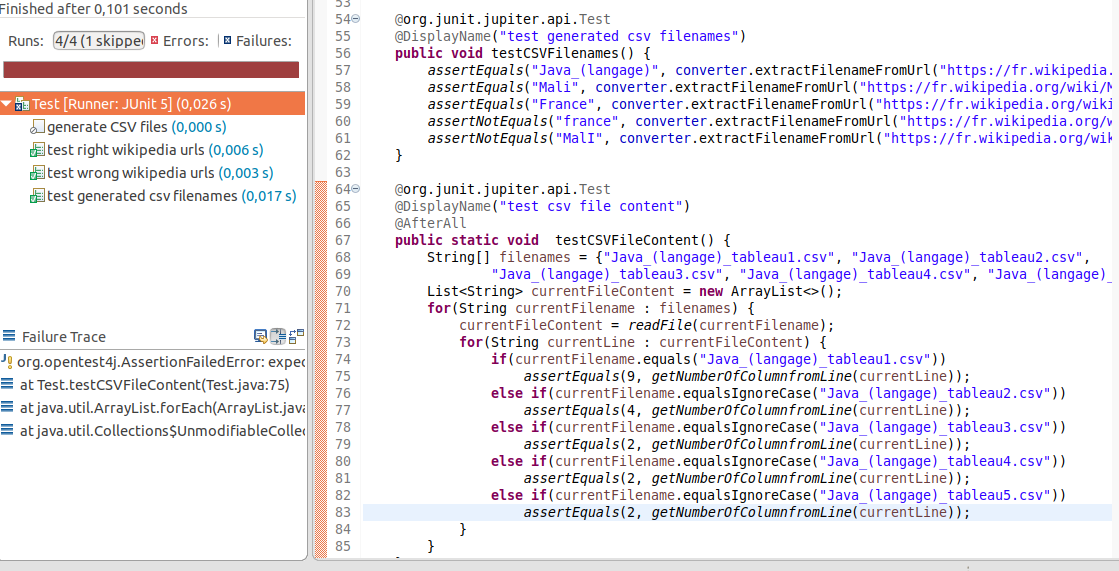 Finished after 0,101 seconds
Runs: 4/4 (1 skipped Errors: Failures:
Test [Runner: JUnit 5] (0,026 s)
generate CSV files (0,000 s)
test right wikipedia urls (0,006 s)
test wrong wikipedia urls (0,003 s)
test generated csv filenames (0,017 s)
Failure Trace
org.opentest4j.AssertionFailedError: expec
at Test.testCSVFileContent(Test.java:75)
at java.util.ArrayList.forEach(ArrayList.java
at java.util.Collections$UnmodifiableCollec
53
54 @org.junit.jupiter.api.Test
55 @DisplayName("test generated csv filenames")
56 public void testCSVFilenames() {
57 assertEquals("Java_(langage)", converter.extractFilenameFromUrl("https://fr.wikipedia.
58 assertEquals("Mali", converter.extractFilenameFromUrl("https://fr.wikipedia.org/wiki/M
59 assertEquals("France", converter.extractFilenameFromUrl("https://fr.wikipedia.org/wiki
60 assertNotEquals("france", converter.extractFilenameFromUrl("https://fr.wikipedia.org/w
61 assertNotEquals("MalI", converter.extractFilenameFromUrl("https://fr.wikipedia.org/wik
62 }
63
64 @org.junit.jupiter.api.Test
65 @DisplayName("test csv file content")
66 @AfterAll
67 public static void testCSVFileContent() {
68 String[] filenames = {"Java_(langage)_tableau1.csv", "Java_(langage)_tableau2.csv",
69 "Java_(langage)_tableau3.csv", "Java_(langage)_tableau4.csv", "Java_(langage)_
70 List<String> currentFileContent = new ArrayList<>();
71 for(String currentFilename : filenames) {
72 currentFileContent = readFile(currentFilename);
73 for(String currentLine : currentFileContent) {
74 if(currentFilename.equals("Java_(langage)_tableau1.csv"))
75 assertEquals(9, getNumberOfColumnfromLine(currentLine));
76 else if(currentFilename.equalsIgnoreCase("Java_(langage)_tableau2.csv"))
77 assertEquals(4, getNumberOfColumnfromLine(currentLine));
78 else if(currentFilename.equalsIgnoreCase("Java_(langage)_tableau3.csv"))
79 assertEquals(2, getNumberOfColumnfromLine(currentLine));
80 else if(currentFilename.equalsIgnoreCase("Java_(langage)_tableau4.csv"))
81 assertEquals(2, getNumberOfColumnfromLine(currentLine));
82 else if(currentFilename.equalsIgnoreCase("Java_(langage)_tableau5.csv"))
83 assertEquals(2, getNumberOfColumnfromLine(currentLine));
84 }
85 }